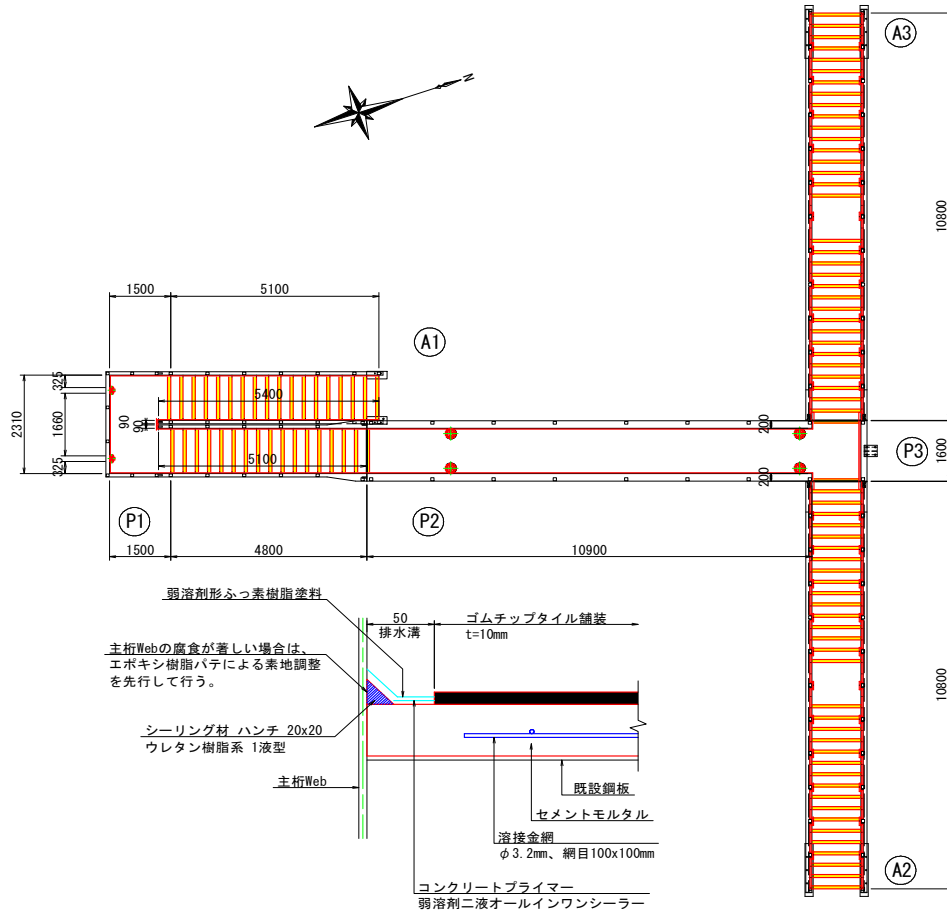 A3
N
10800
1500
5100
A1
325
1660
325
2310
5400
90
90
5100
200
200
P3
1600
P1
P2
1500
4800
10900
弱溶剤形ふっ素樹脂塗料
50
排水溝
ゴムチップタイル舗装
t=10mm
主桁Webの腐食が著しい場合は、
エポキシ樹脂パテによる素地調整
を先行して行う。
シーリング材 ハンチ 20x20
ウレタン樹脂系 1液型
主桁Web
既設鋼板
セメントモルタル
溶接金網
φ3.2mm、網目100x100mm
コンクリートプライマー
弱溶剤二液オールインワンシーラー
10800
A2